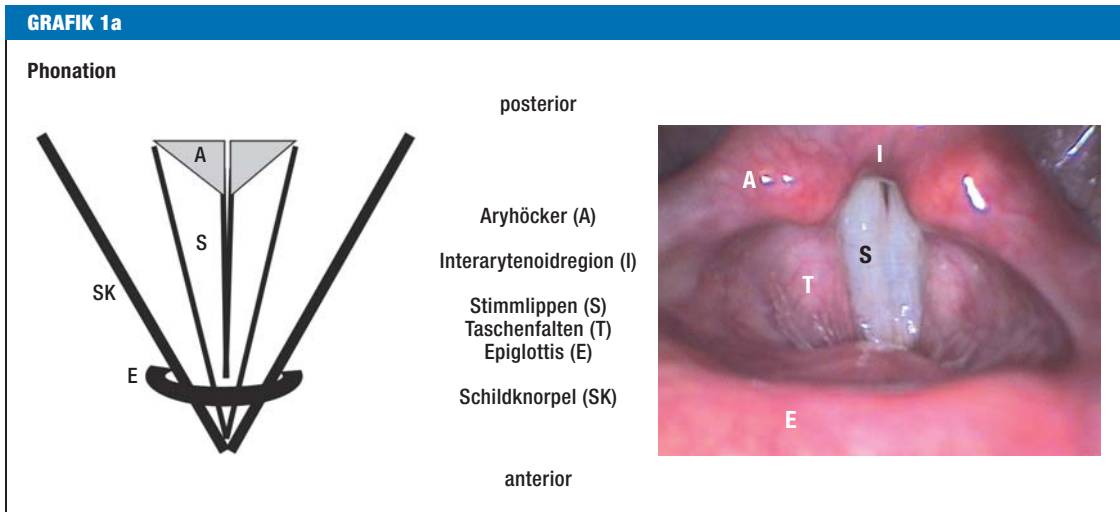 GRAFIK 1a
Phonation
posterior
A
S
SK
E
Aryhöcker (A)
Interarytenoidregion (I)
Stimmlippen (S)
Taschenfalten (T)
Epiglottis (E)
Schildknorpel (SK)
anterior
I
A
S
T
E